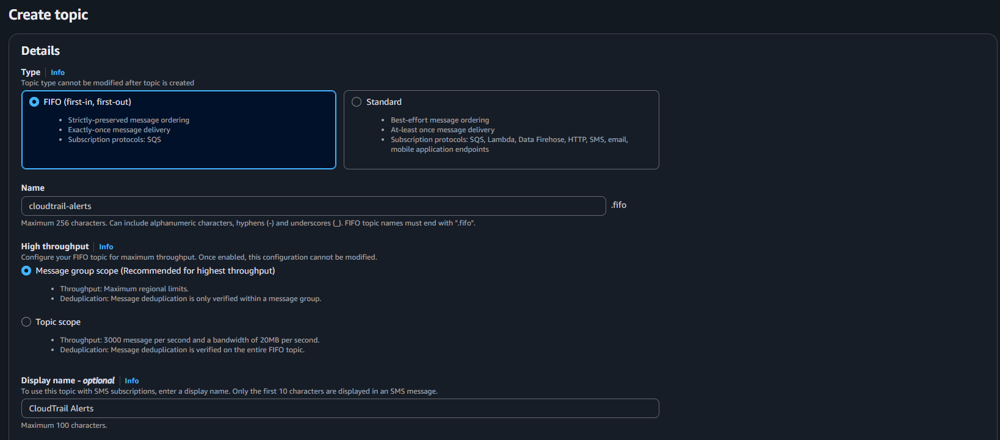 Create topic
Details
Type Info
Topic type cannot be modified after topic is created
FIFO (first-in, first-out)
Strictly-preserved message ordering
Exactly-once message delivery
Subscription protocols: SQS
Standard
Best-effort message ordering
At-least once message delivery
Subscription protocols: SQS, Lambda, Data Firehose, HTTP, SMS, email,
mobile application endpoints
Name
cloudtrail-alerts
.fifo
Maximum 256 characters. Can include alphanumeric characters, hyphens (-) and underscores (_). FIFO topic names must end with ".fifo".
High throughput Info
Configure your FIFO topic for maximum throughput. Once enabled, this configuration cannot be modified.
Message group scope (Recommended for highest throughput)
Throughput: Maximum regional limits.
Deduplication: Message deduplication is only verified within a message group.
Topic scope
Throughput: 3000 message per second and a bandwidth of 20MB per second.
Deduplication: Message deduplication is verified on the entire FIFO topic.
Display name - optional Info
To use this topic with SMS subscriptions, enter a display name. Only the first 10 characters are displayed in an SMS message.
CloudTrail Alerts
Maximum 100 characters.